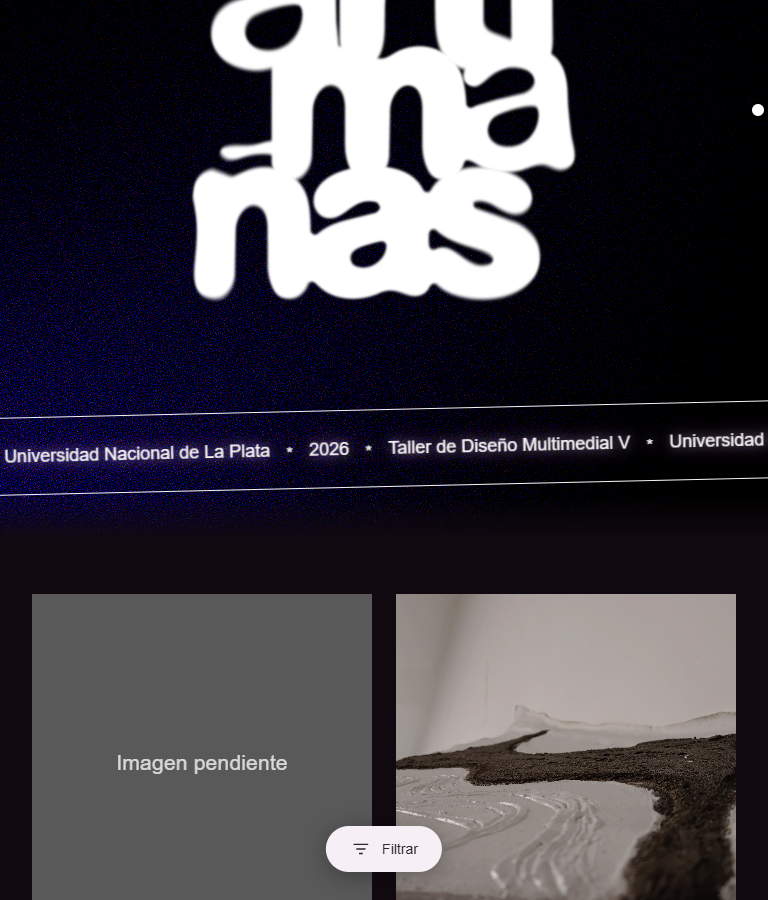 ma
nas
Universidad Nacional de La Plata * 2026 * Taller de Diseño Multimedial V * Universidad
Imagen pendiente
Filtrar